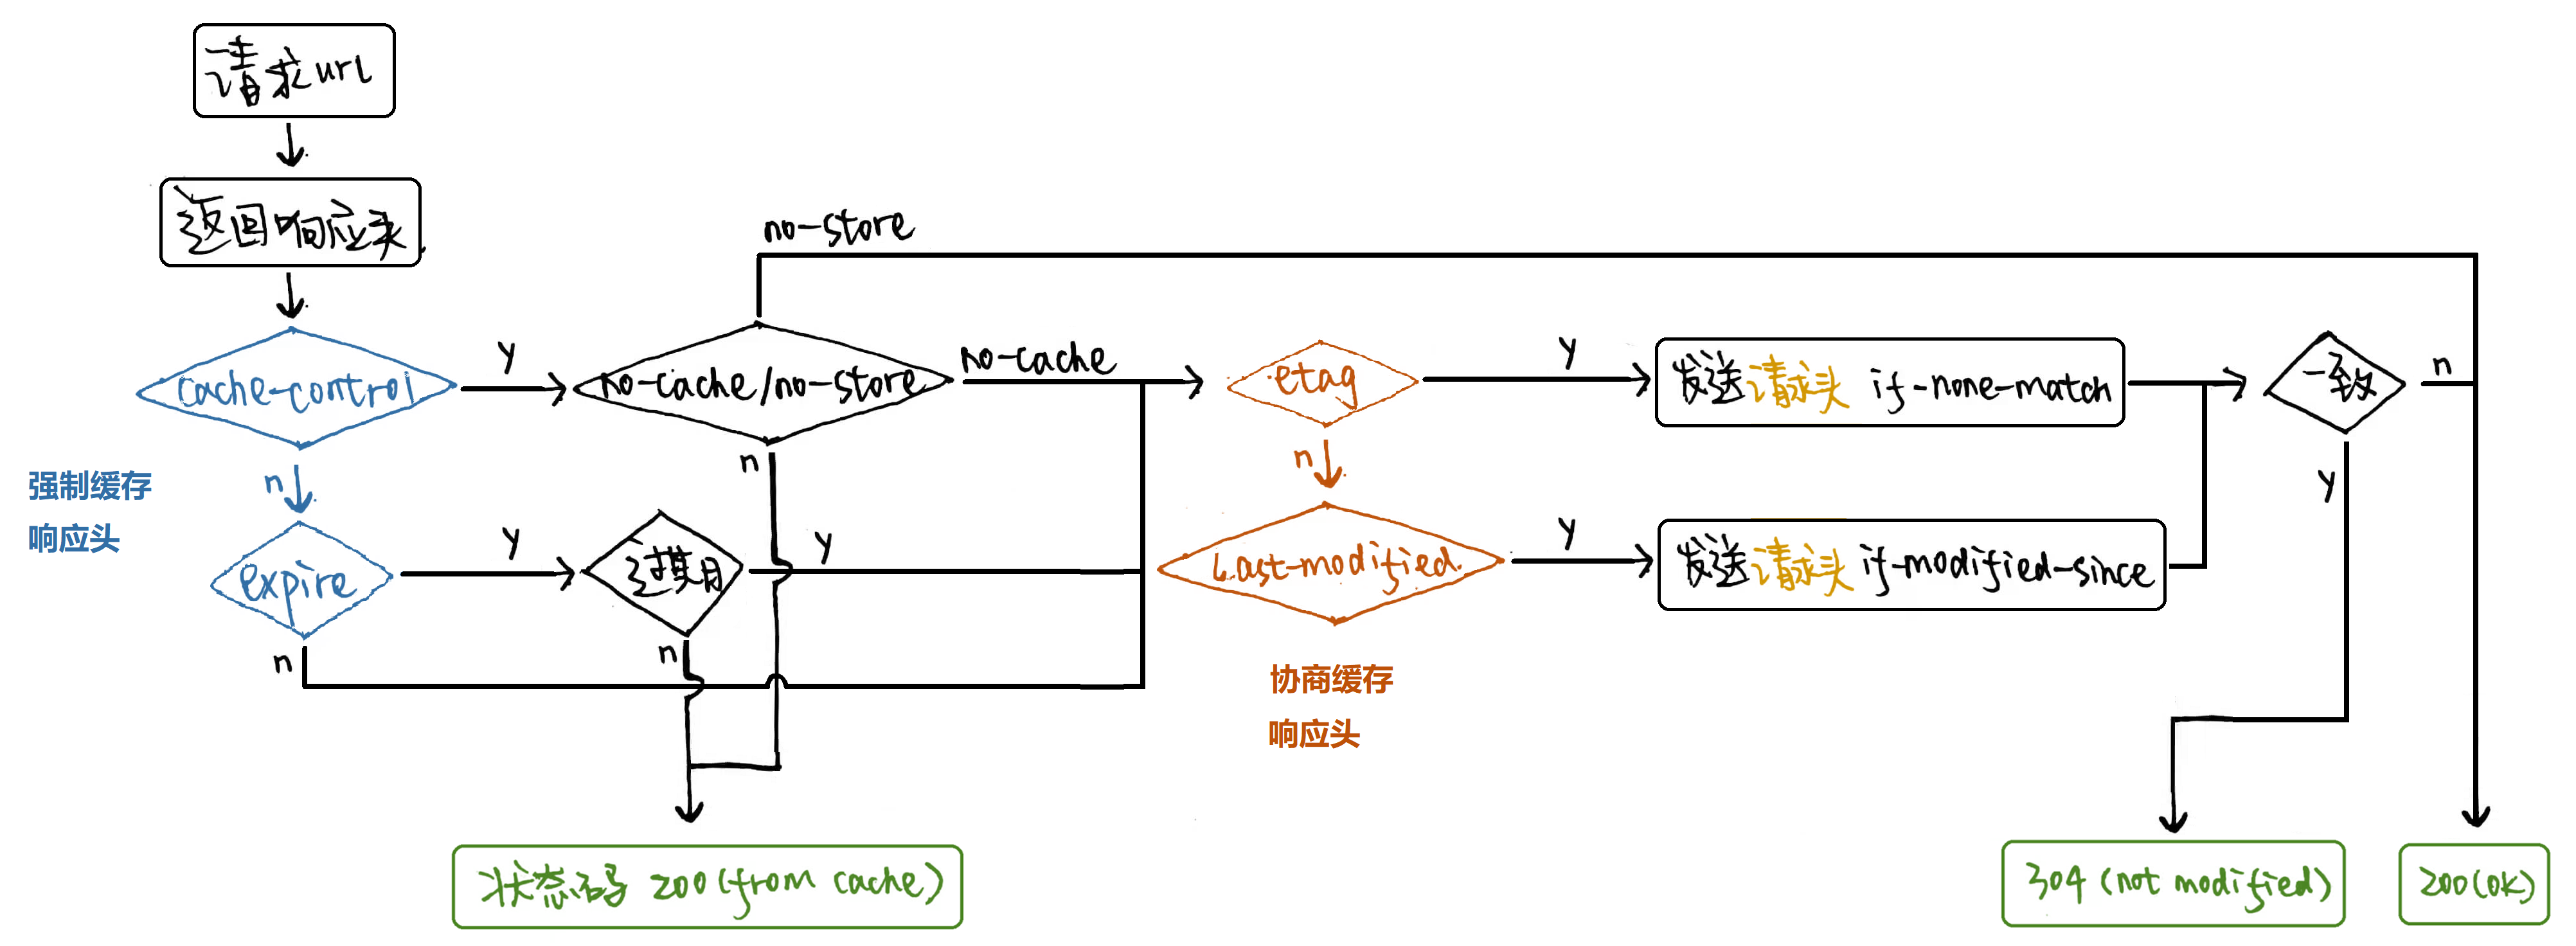 请求url
返回响应头
no-store
cache-control
y
no-cache/no-store
no-cache
etag
y
发送请求头 if-none-match
一致
n
强制缓存
响应头
n
n
n
y
expire
y
过期
y
Last-modified
y
发送请求头 if-modified-since
n
n
协商缓存
响应头
状态码 200(from cache)
304 (not modified)
200(OK)